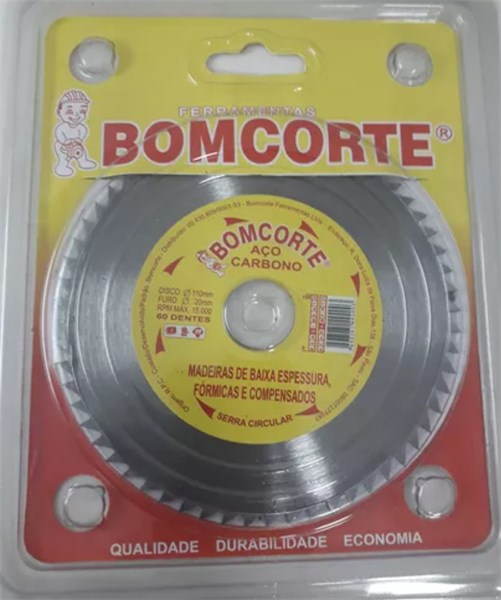 FERRAMENTAS
BOMCORTE®
BOMCORTE®
AÇO
CARBONO
DISCO Ø 110mm
FURO Ø 20mm
RPM MÁX. 15.000
60 DENTES
MADEIRAS DE BAIXA ESPESSURA,
FÓRMICAS E COMPENSADOS
SERRA CIRCULAR
QUALIDADE DURABILIDADE ECONOMIA